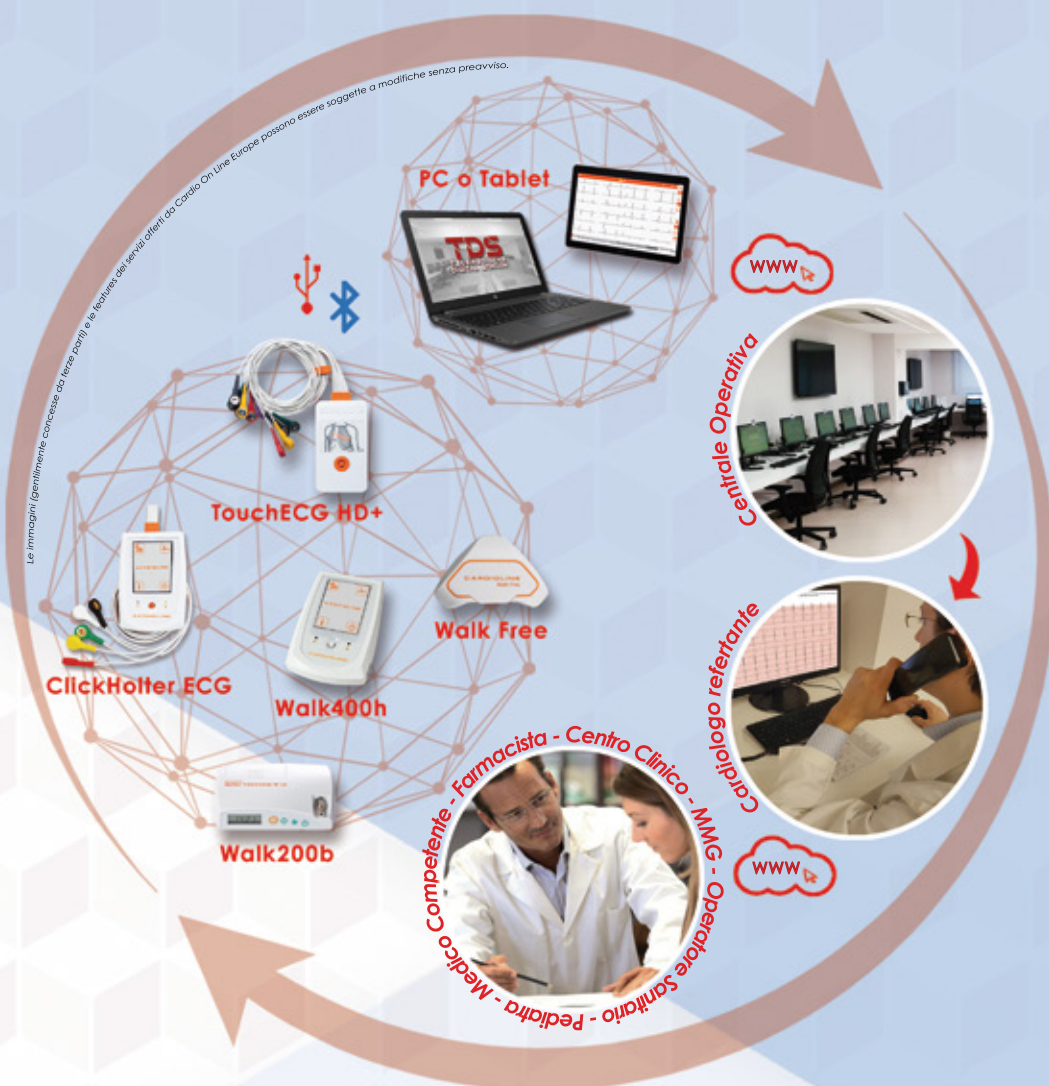 Le immagini (gentilmente concesse da terze parti) e le features dei servizi offerti da Cardio On Line Europe possono essere soggette a modifiche senza preavviso.
PC o Tablet
TDS
www
Centrale Operativa
TouchECG HD+
Walk Free
ClickHolter ECG
Walk400h
Cardiologo refertante
Walk200b
www
Medico Competente - Farmacista - Centro Clinico - MMG - Operatore Sanitario - Pediatra -